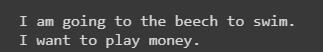 I am going to the beech to swim.
I want to play money.